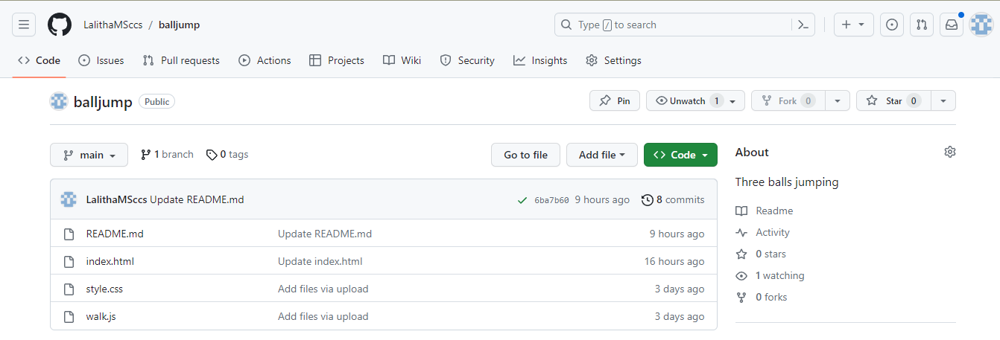 LalithaMSccs / balljump
Type / to search
Code Issues Pull requests Actions Projects Wiki Security Insights Settings
balljump Public
Pin Unwatch 1 Fork 0 Star 0
main 1 branch 0 tags Go to file Add file Code
About
Three balls jumping
LalithaMSccs Update README.md 6ba7b60 9 hours ago 8 commits
README.md Update README.md 9 hours ago
index.html Update index.html 16 hours ago
style.css Add files via upload 3 days ago
walk.js Add files via upload 3 days ago
Readme
Activity
0 stars
1 watching
0 forks